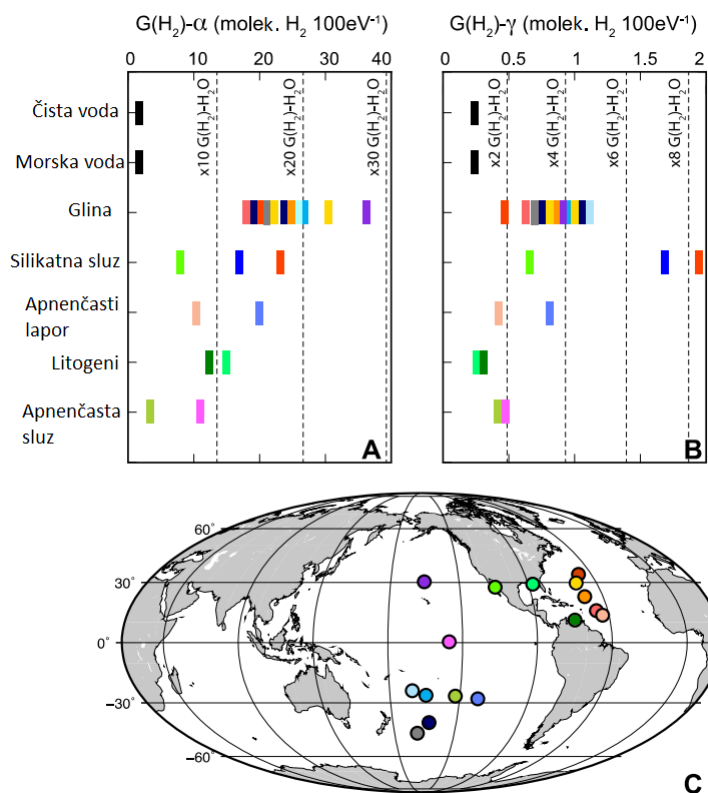 G(H₂)-α (molek. H₂ 100eV⁻¹)
G(H₂)-γ (molek. H₂ 100eV⁻¹)
0 10 20 30 40
0 0.5 1 1.5 2
x10 G(H₂)-H₂O
x20 G(H₂)-H₂O
x30 G(H₂)-H₂O
x2 G(H₂)-H₂O
x4 G(H₂)-H₂O
x6 G(H₂)-H₂O
x8 G(H₂)-H₂O
Čista voda
Morska voda
Glina
Silikatna sluz
Apnenčasti
lapor
Litogeni
Apnenčasta
sluz
A
B
60°
30°
0°
−30°
−60°
C